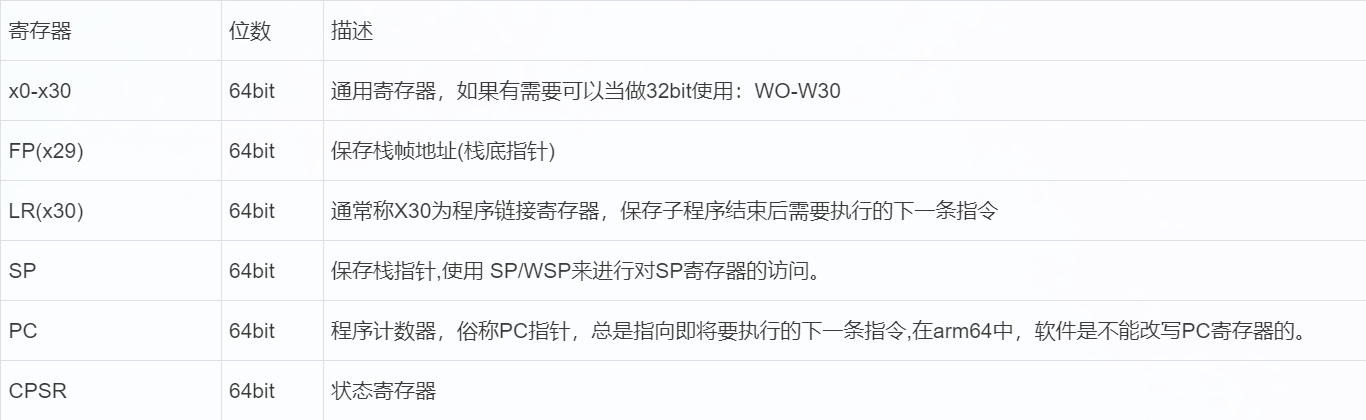 寄存器 位数 描述
x0-x30 64bit 通用寄存器，如果有需要可以当做32bit使用：WO-W30
FP(x29) 64bit 保存栈帧地址(栈底指针)
LR(x30) 64bit 通常称X30为程序链接寄存器，保存子程序结束后需要执行的下一条指令
SP 64bit 保存栈指针,使用 SP/WSP来进行对SP寄存器的访问。
PC 64bit 程序计数器，俗称PC指针，总是指向即将要执行的下一条指令,在arm64中，软件是不能改写PC寄存器的。
CPSR 64bit 状态寄存器